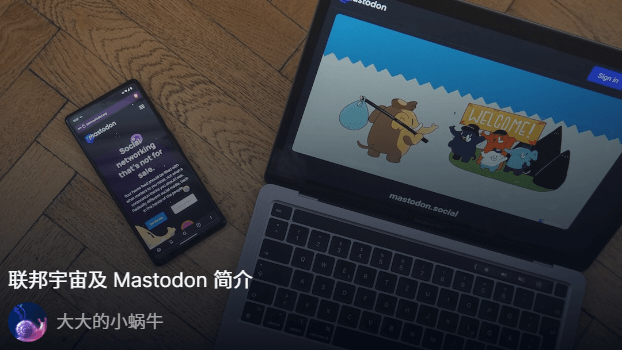 mastodon
Sign in
WELCOME!
mastodon.social
mastodon
Social
networking
that's not for
sale.
联邦宇宙及 Mastodon 简介
大大的小蜗牛